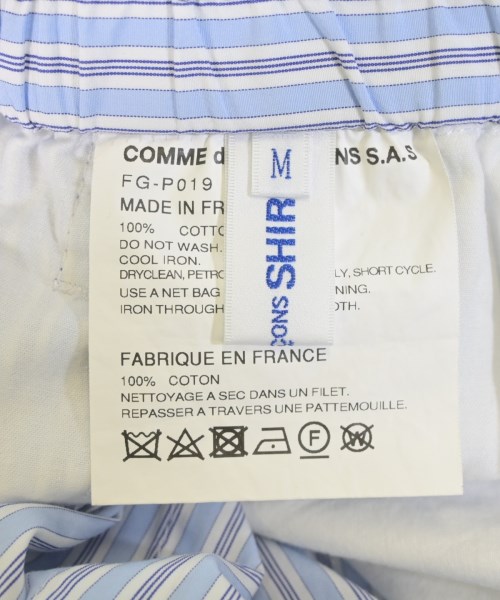 COMME d NS S.A.S
FG-P019
MADE IN FR
100% COTTO
DO NOT WASH.
COOL IRON.
DRYCLEAN, PETRO LY, SHORT CYCLE.
USE A NET BAG NING.
IRON THROUGH OTH.
M
ÇONS SHIR
FABRIQUE EN FRANCE
100% COTON
NETTOYAGE A SEC DANS UN FILET.
REPASSER A TRAVERS UNE PATTEMOUILLE.
F
W